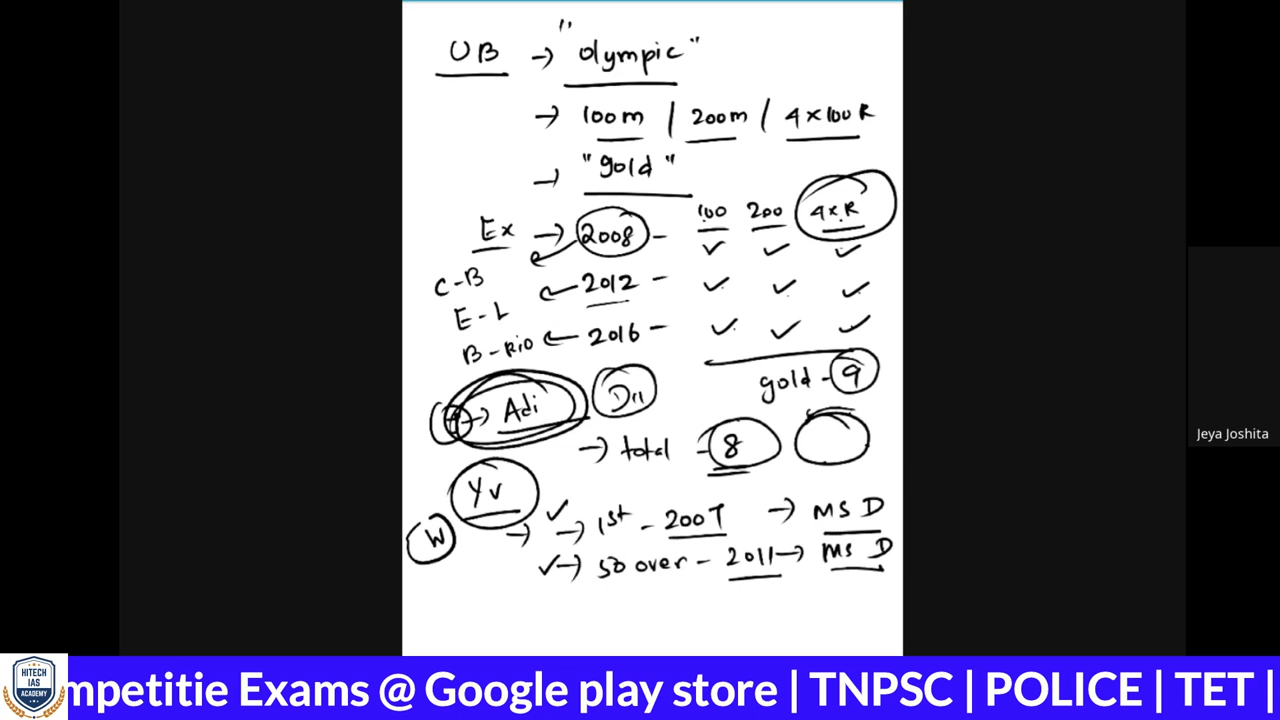 UB → "Olympic"
→ 100m / 200m / 4x100R
→ "gold"
100 200 4xR
Ex → 2008 - ✓ ✓ ✓
C-B
2012 - ✓ ✓ ✓
E-L
B-Rio ← 2016 - ✓ ✓ ✓
gold - 9
→ Adi
→ total - 8
Yv
W → ✓ → 1st - 200T → MS D
✓→ 50 over - 2011 → MS D
Jeya Joshita
HITECH
IAS
ACADEMY
mpetitie Exams @ Google play store | TNPSC | POLICE | TET |